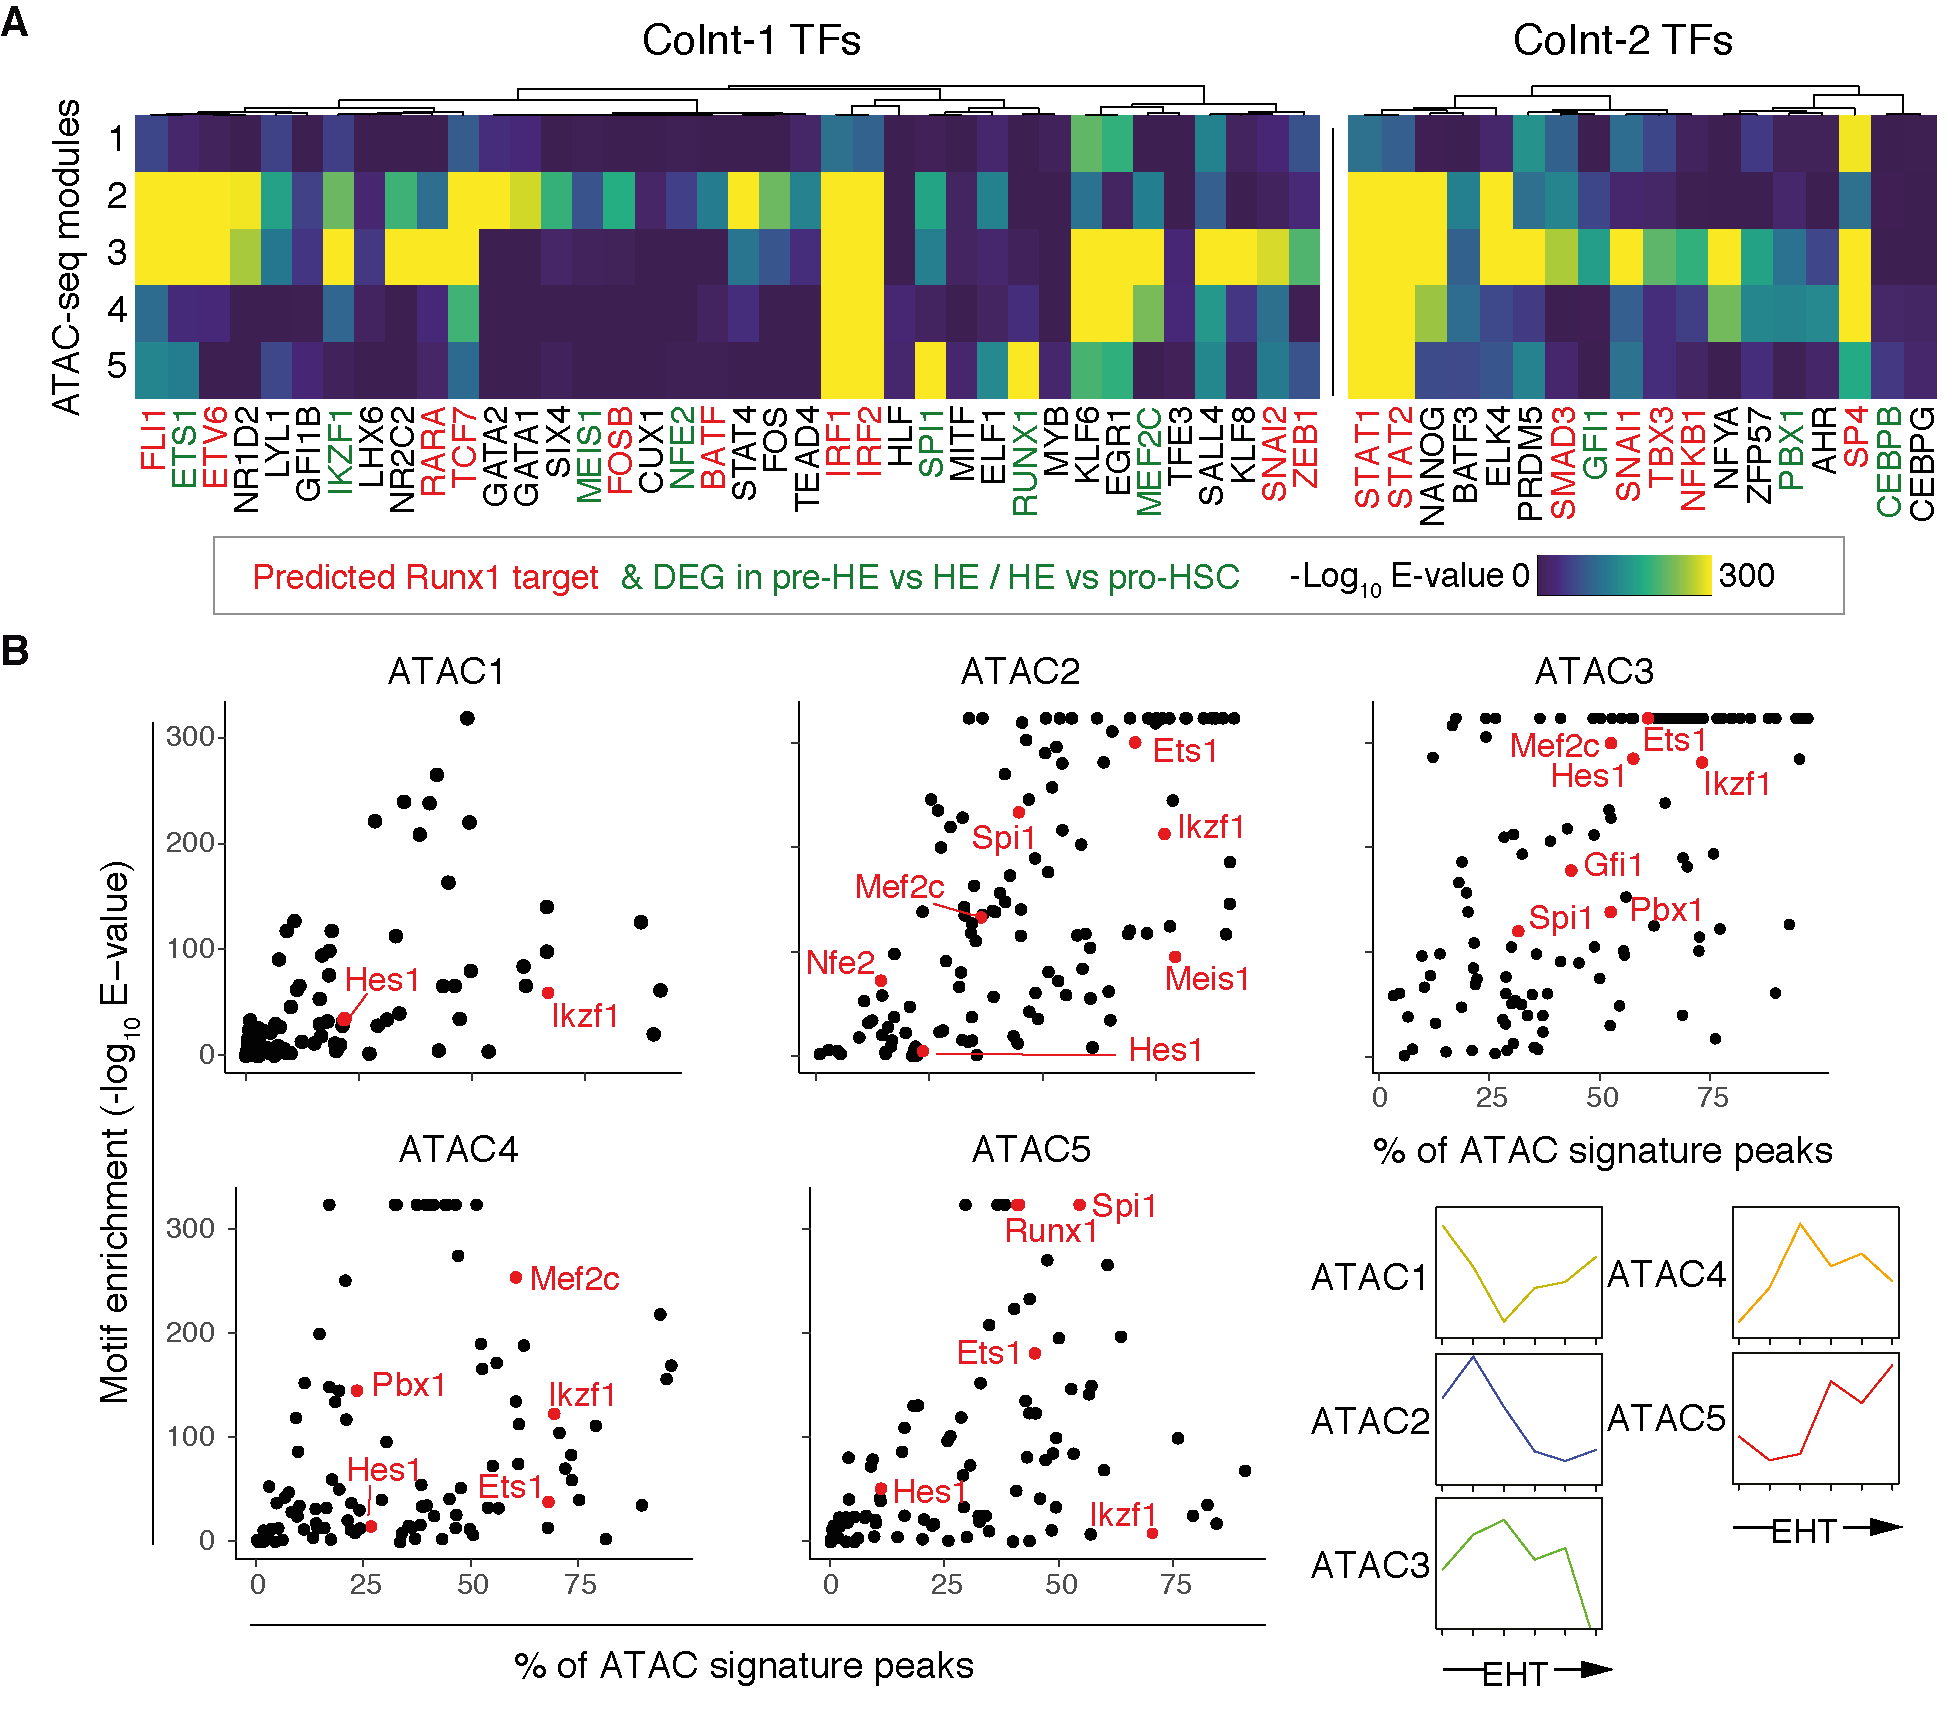 A
CoInt-1 TFs
CoInt-2 TFs
ATAC-seq modules
1
2
3
4
5
FLI1
ETS1
ETV6
NR1D2
LYL1
GFI1B
IKZF1
LHX6
NR2C2
RARA
TCF7
GATA2
GATA1
SIX4
MEIS1
FOSB
CUX1
NFE2
BATF
STAT4
FOS
TEAD4
IRF1
IRF2
HLF
SPI1
MITF
ELF1
RUNX1
MYB
KLF6
EGR1
MEF2C
TFE3
SALL4
KLF8
SNAI2
ZEB1
STAT1
STAT2
NANOG
BATF3
ELK4
PRDM5
SMAD3
GFI1
SNAI1
TBX3
NFKB1
NFYA
ZFP57
PBX1
AHR
SP4
CEBPB
CEBPG
Predicted Runx1 target & DEG in pre-HE vs HE / HE vs pro-HSC -Log10 E-value 0 300
B
Motif enrichment (-log10 E-value)
ATAC1
300
200
100
0
Hes1
Ikzf1
ATAC2
Ets1
Spi1
Ikzf1
Mef2c
Nfe2
Meis1
Hes1
ATAC3
Mef2c
Ets1
Hes1
Ikzf1
Gfi1
Spi1
Pbx1
0 25 50 75
% of ATAC signature peaks
ATAC4
300
200
100
0
Mef2c
Pbx1
Ikzf1
Hes1
Ets1
0 25 50 75
ATAC5
Spi1
Runx1
Ets1
Hes1
Ikzf1
0 25 50 75
% of ATAC signature peaks
ATAC1
ATAC4
ATAC2
ATAC5
ATAC3
EHT
EHT